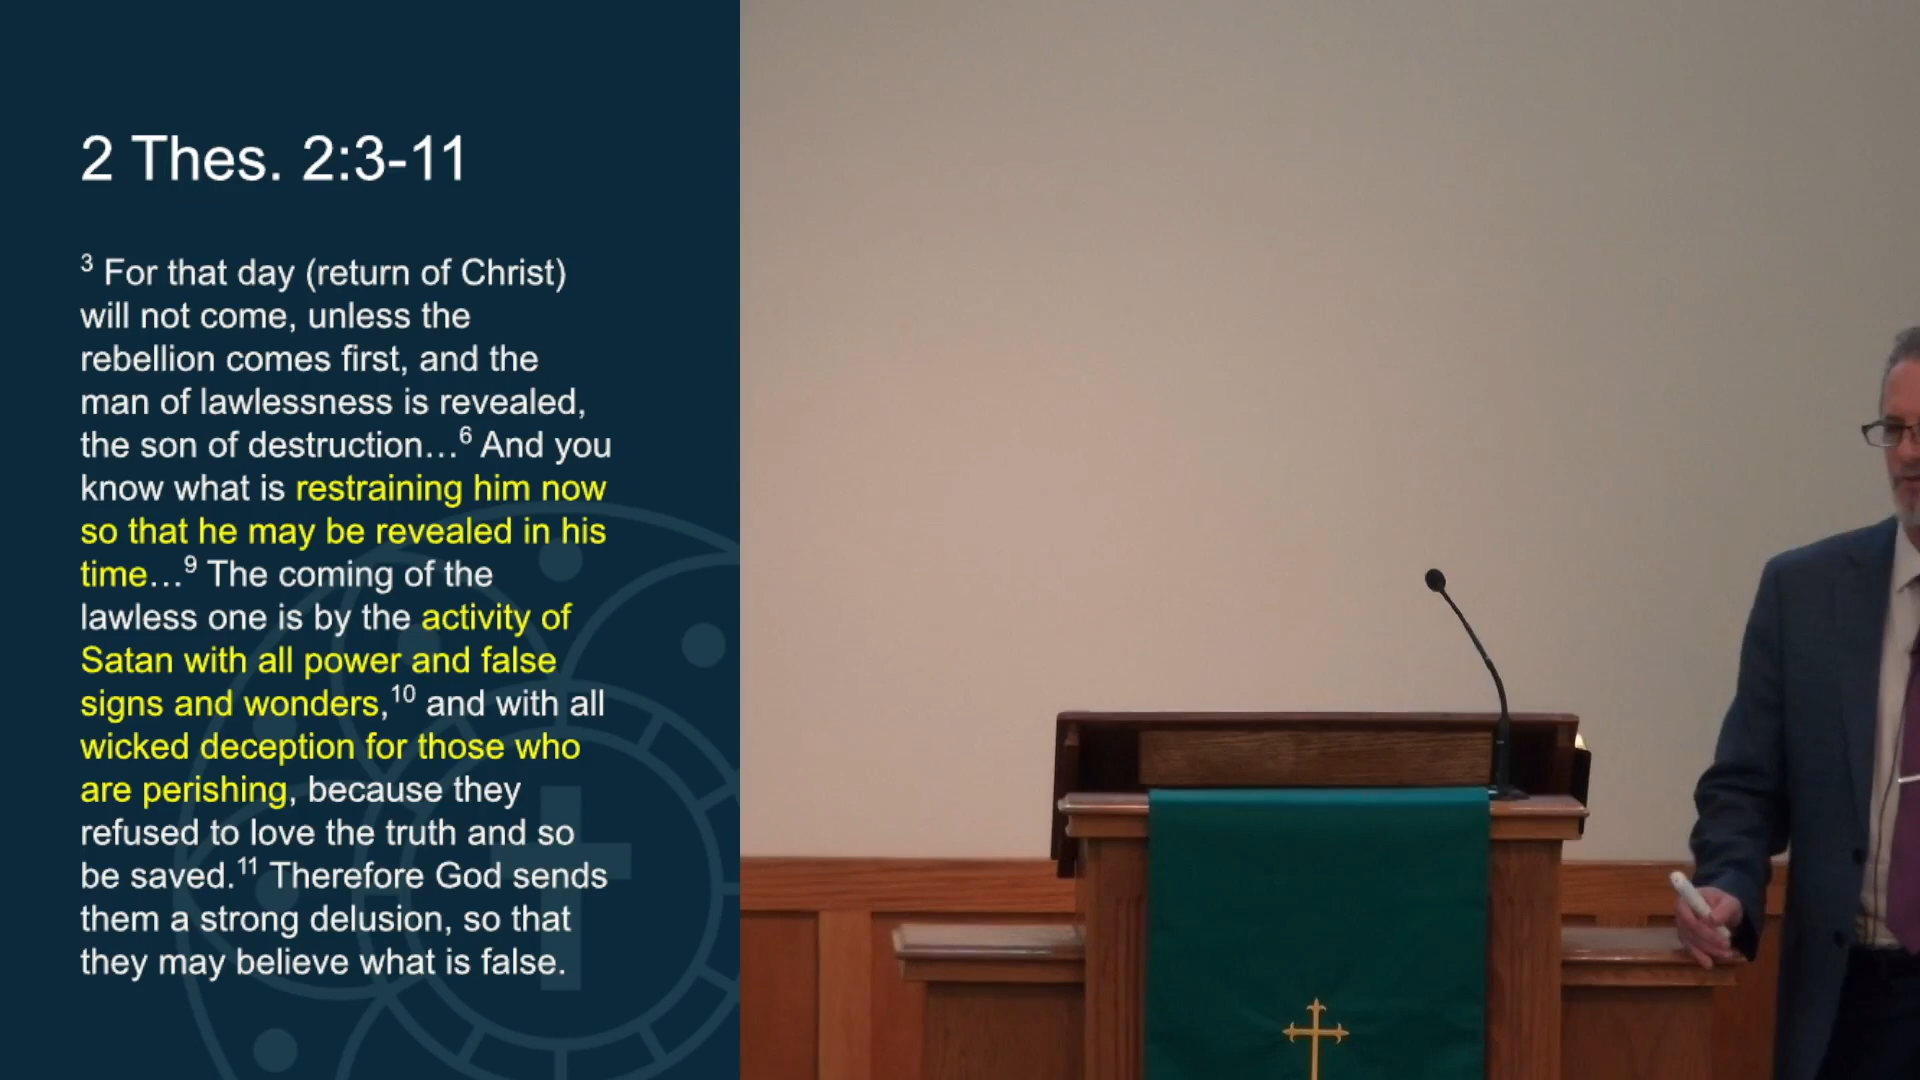 2 Thes. 2:3-11
3 For that day (return of Christ)
will not come, unless the
rebellion comes first, and the
man of lawlessness is revealed,
the son of destruction…6 And you
know what is restraining him now
so that he may be revealed in his
time…9 The coming of the
lawless one is by the activity of
Satan with all power and false
signs and wonders,10 and with all
wicked deception for those who
are perishing, because they
refused to love the truth and so
be saved.11 Therefore God sends
them a strong delusion, so that
they may believe what is false.